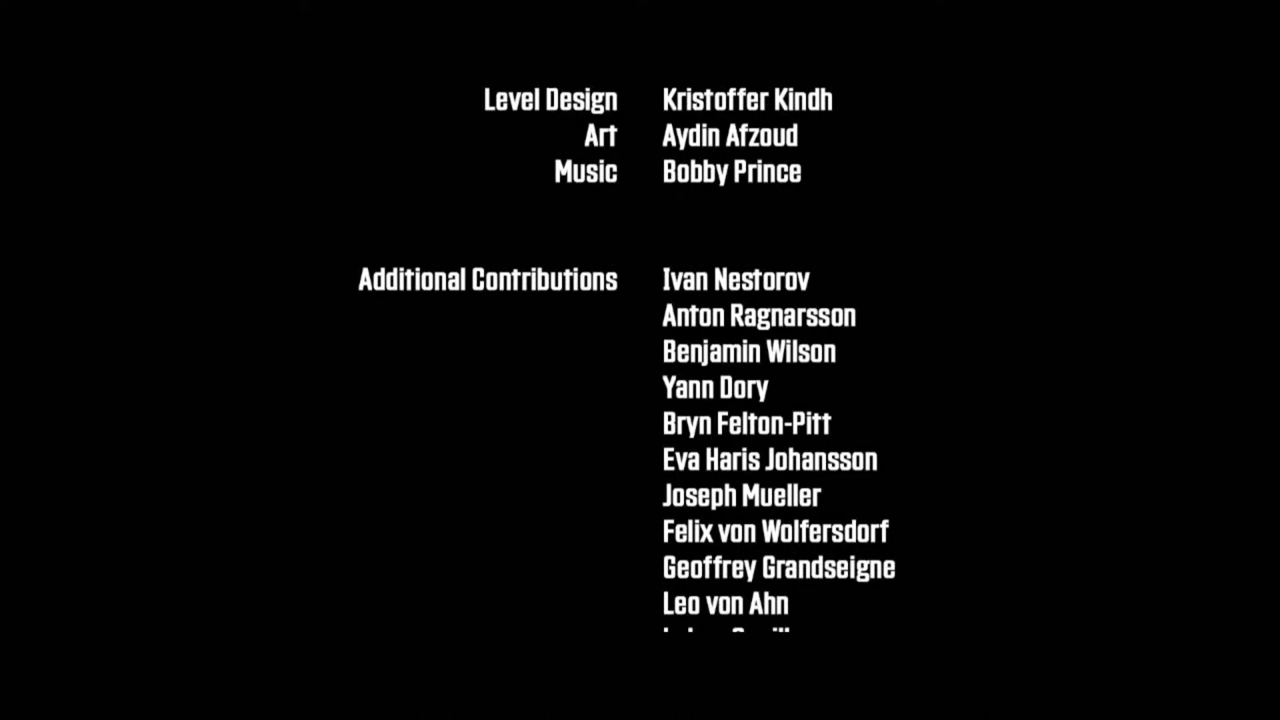 Level Design Kristoffer Kindh
Art Aydin Afzoud
Music Bobby Prince
Additional Contributions Ivan Nestorov
Anton Ragnarsson
Benjamin Wilson
Yann Dory
Bryn Felton-Pitt
Eva Haris Johansson
Joseph Mueller
Felix von Wolfersdorf
Geoffrey Grandseigne
Leo von Ahn